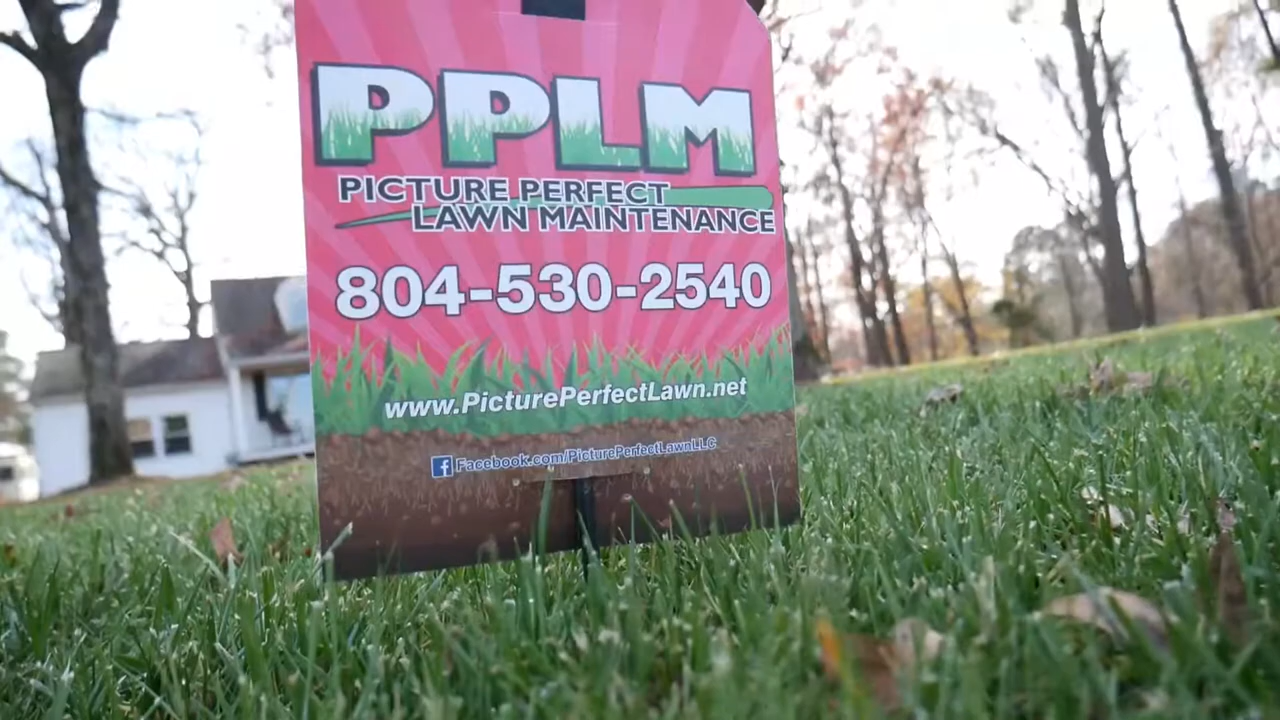 PPLM
PICTURE PERFECT
LAWN MAINTENANCE
804-530-2540
www.PicturePerfectLawn.net
f Facebook.com/PicturePerfectLawnLLC